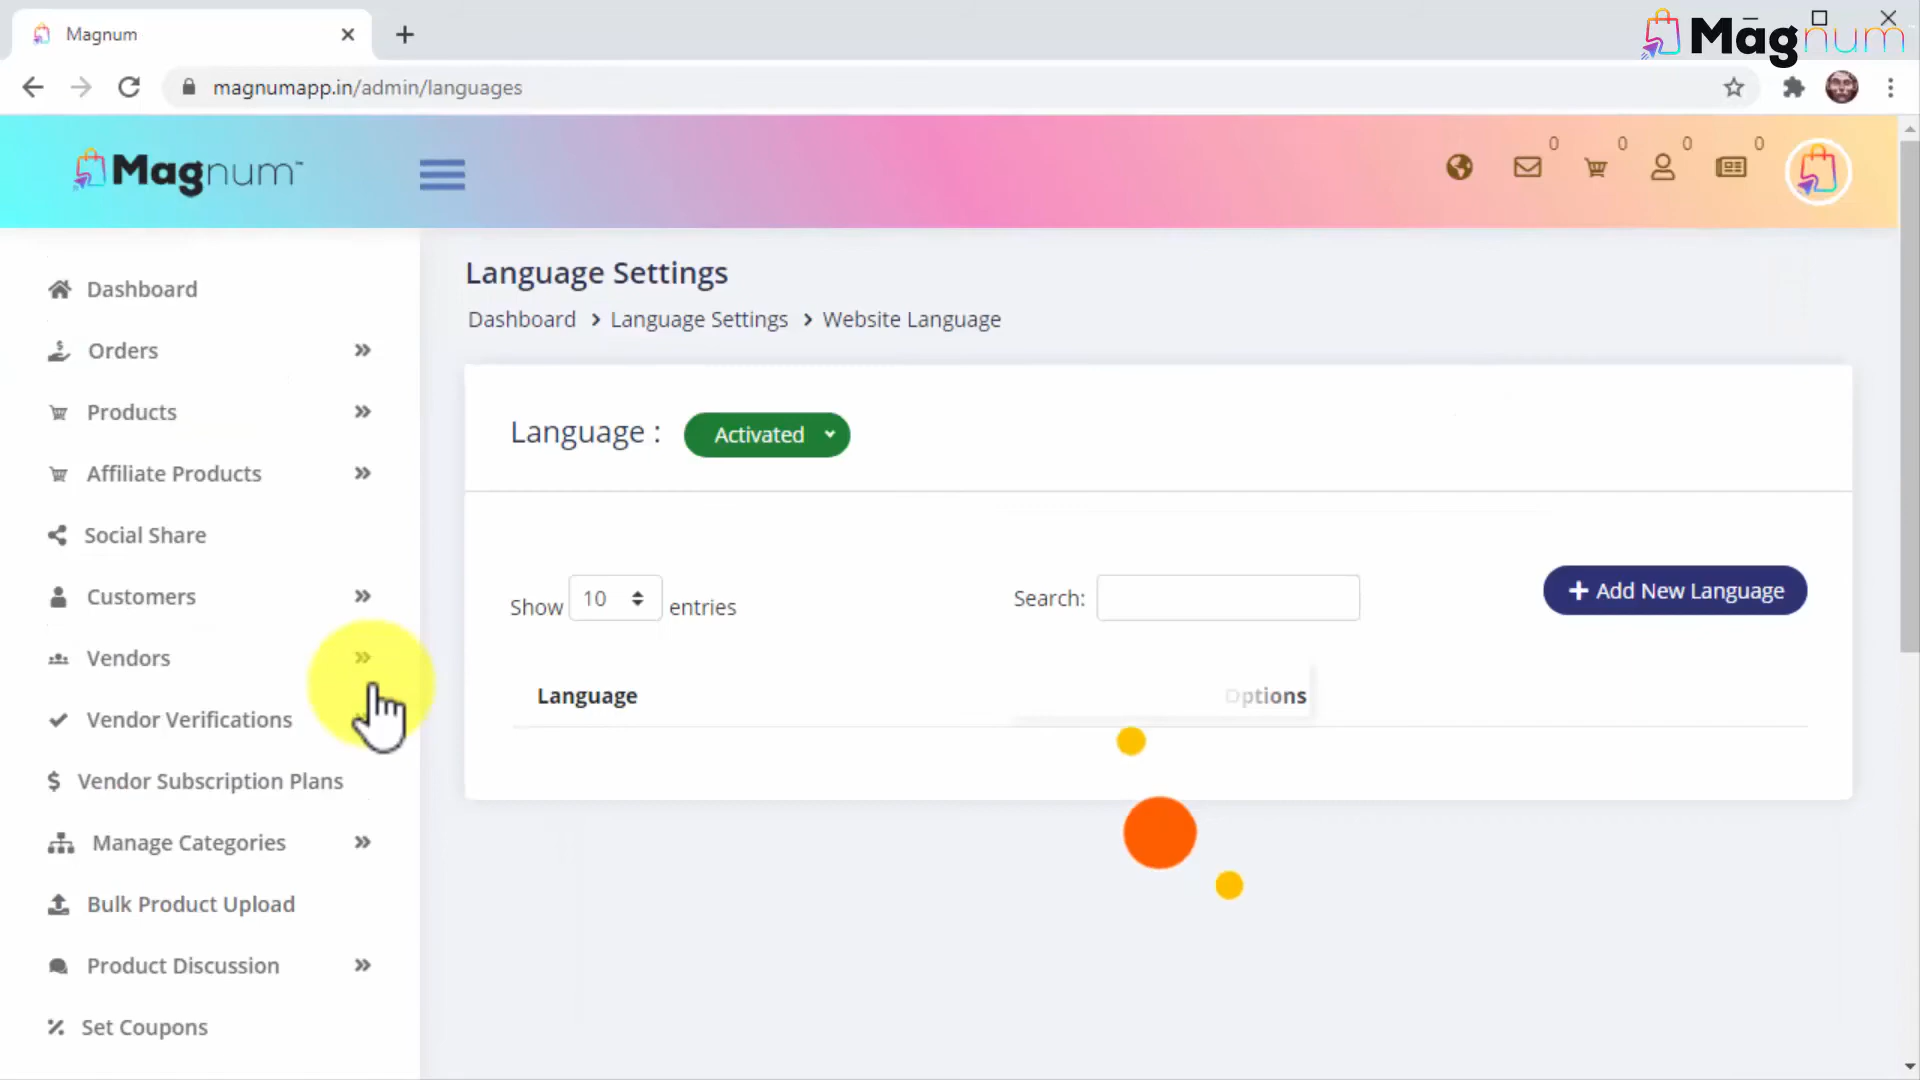 Magnum
Magnum
magnumapp.in/admin/languages
Magnum™
0
0
0
0
Dashboard
Orders
Products
Affiliate Products
Social Share
Customers
Vendors
Vendor Verifications
Vendor Subscription Plans
Manage Categories
Bulk Product Upload
Product Discussion
Set Coupons
Language Settings
Dashboard > Language Settings > Website Language
Language : Activated
Show 10 entries
Search:
+ Add New Language
Language Options